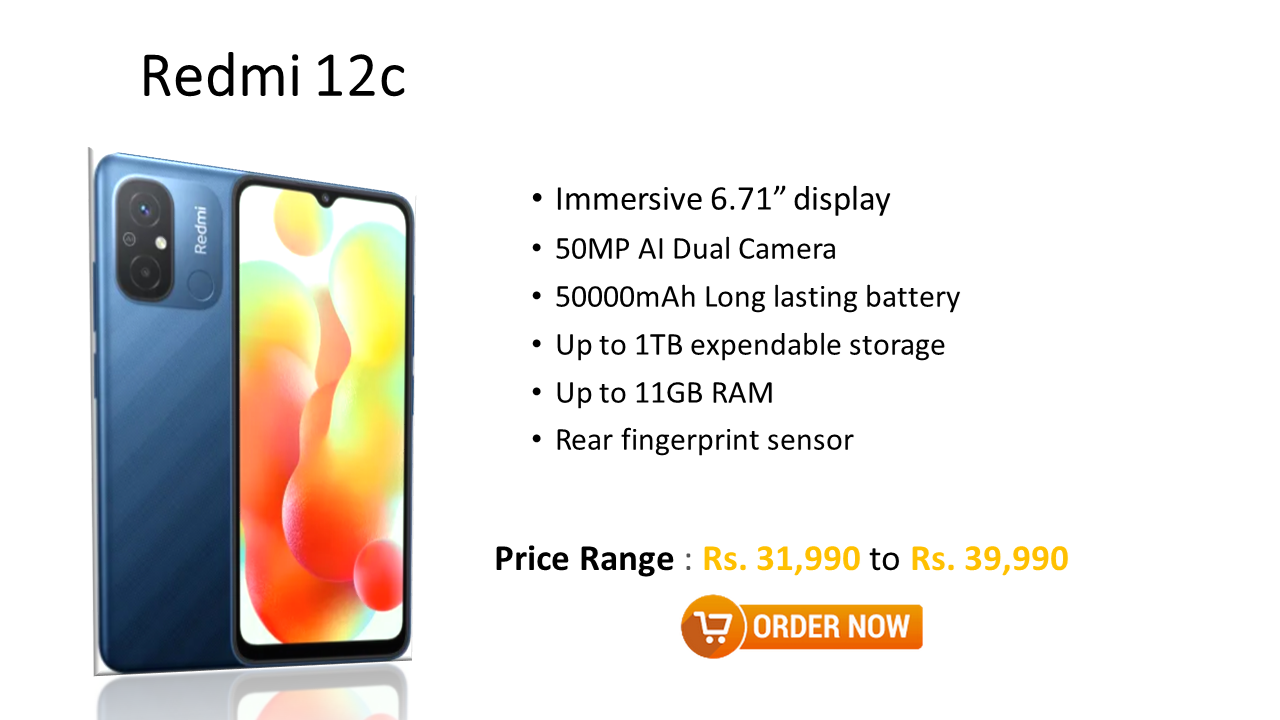 Redmi 12c
Redmi
• Immersive 6.71” display
• 50MP AI Dual Camera
• 50000mAh Long lasting battery
• Up to 1TB expendable storage
• Up to 11GB RAM
• Rear fingerprint sensor
Price Range : Rs. 31,990 to Rs. 39,990
ORDER NOW